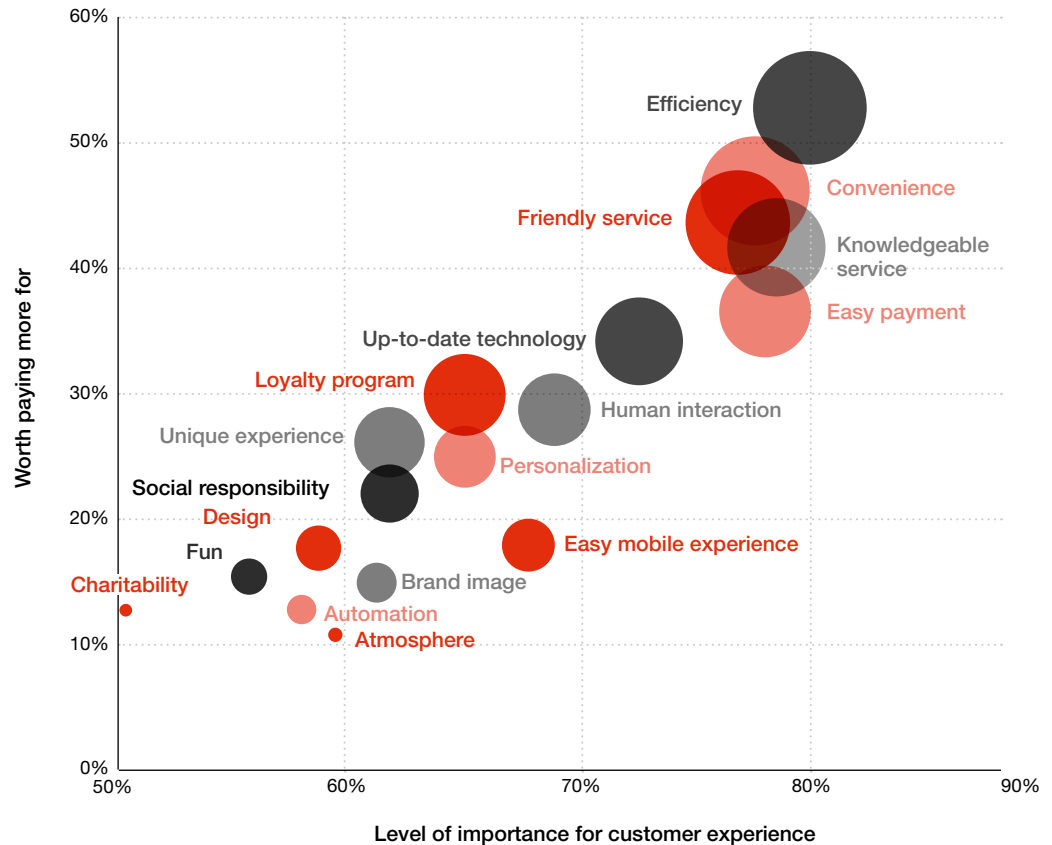 60%
Efficiency
50%
Convenience
Friendly service
Knowledgeable
service
40%
Easy payment
Up-to-date technology
Loyalty program
30%
Human interaction
Unique experience
Personalization
Social responsibility
20%
Design
Easy mobile experience
Fun
Charitability
Brand image
Automation
Atmosphere
10%
0%
50%
60%
70%
80%
90%
Worth paying more for
Level of importance for customer experience